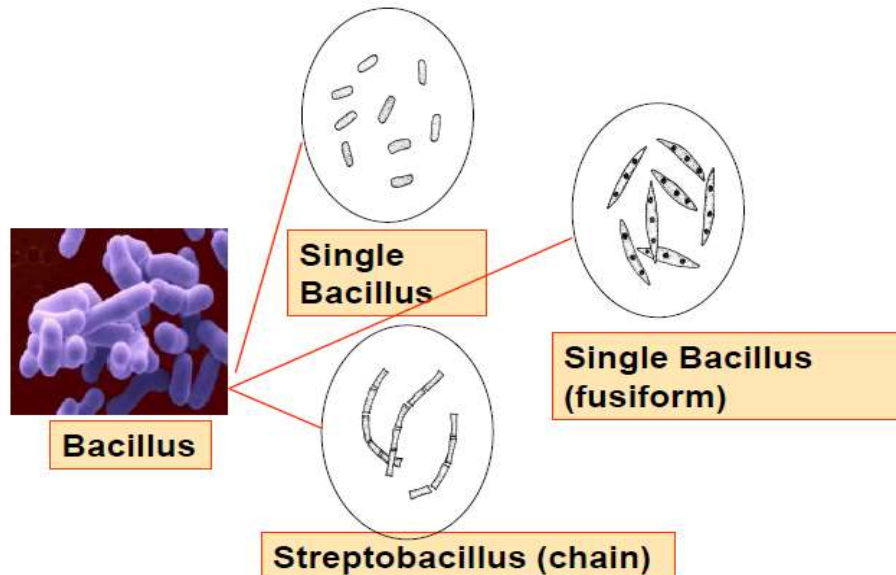 Single
Bacillus
Single Bacillus
(fusiform)
Bacillus
Streptobacillus (chain)